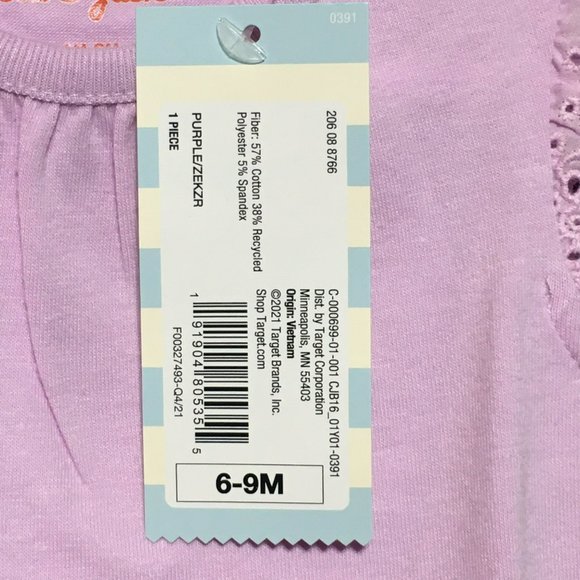 0391
206 08 8766
Fiber: 57% Cotton 38% Recycled
Polyester 5% Spandex
PURPLE/ZEKZR
1 PIECE
C-000699-01-001 CJB16_01Y01-0391
Dist. by Target Corporation
Minneapolis, MN 55403
Origin: Vietnam
©2021 Target Brands, Inc.
Shop Target.com
1 91904 80535 5
F00327493-Q4/21
6-9M